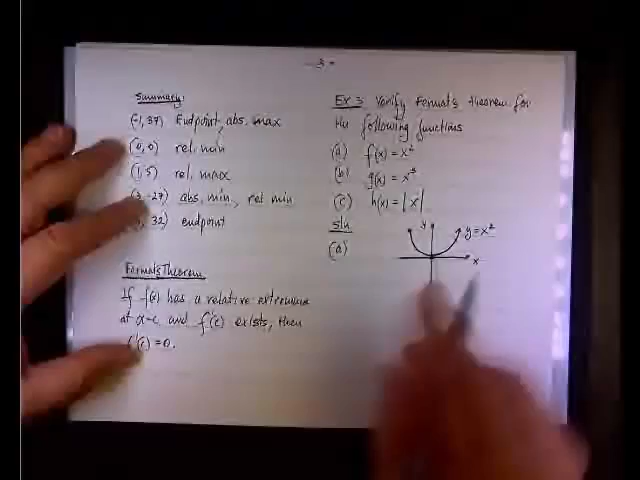 - 3 -
Summary:
(-1, 37) Endpoint, abs. max
(0, 0) rel. min
(1, 5) rel. max
(3, -27) abs. min, rel min
32) endpoint
Fermat's Theorem
If f(x) has a relative extremum
at x=c and f'(c) exists, then
f'(c) = 0.
Ex 3: Verify Fermat's theorem for
the following functions
(a) f(x) = x²
(b) g(x) = x³
(c) h(x) = |x|
sln
(a)
y
y = x²
x